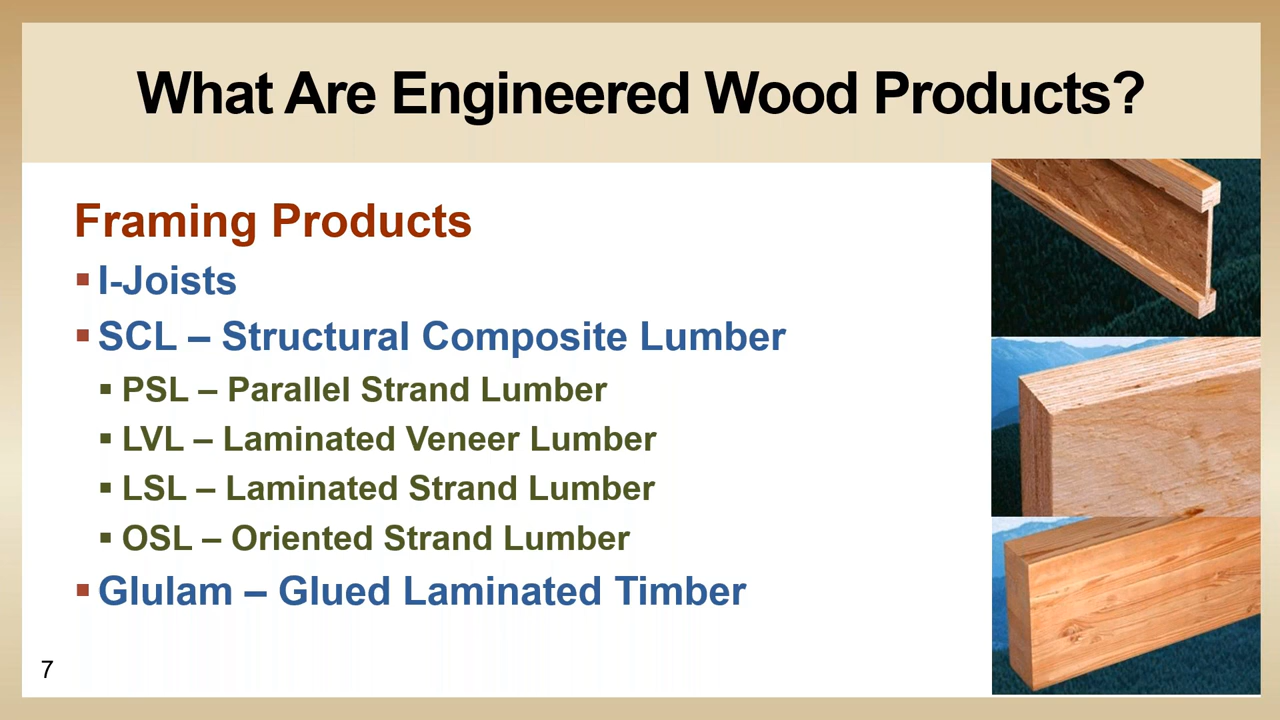 What Are Engineered Wood Products?
Framing Products
▪ I-Joists
▪ SCL – Structural Composite Lumber
▪ PSL – Parallel Strand Lumber
▪ LVL – Laminated Veneer Lumber
▪ LSL – Laminated Strand Lumber
▪ OSL – Oriented Strand Lumber
▪ Glulam – Glued Laminated Timber
7